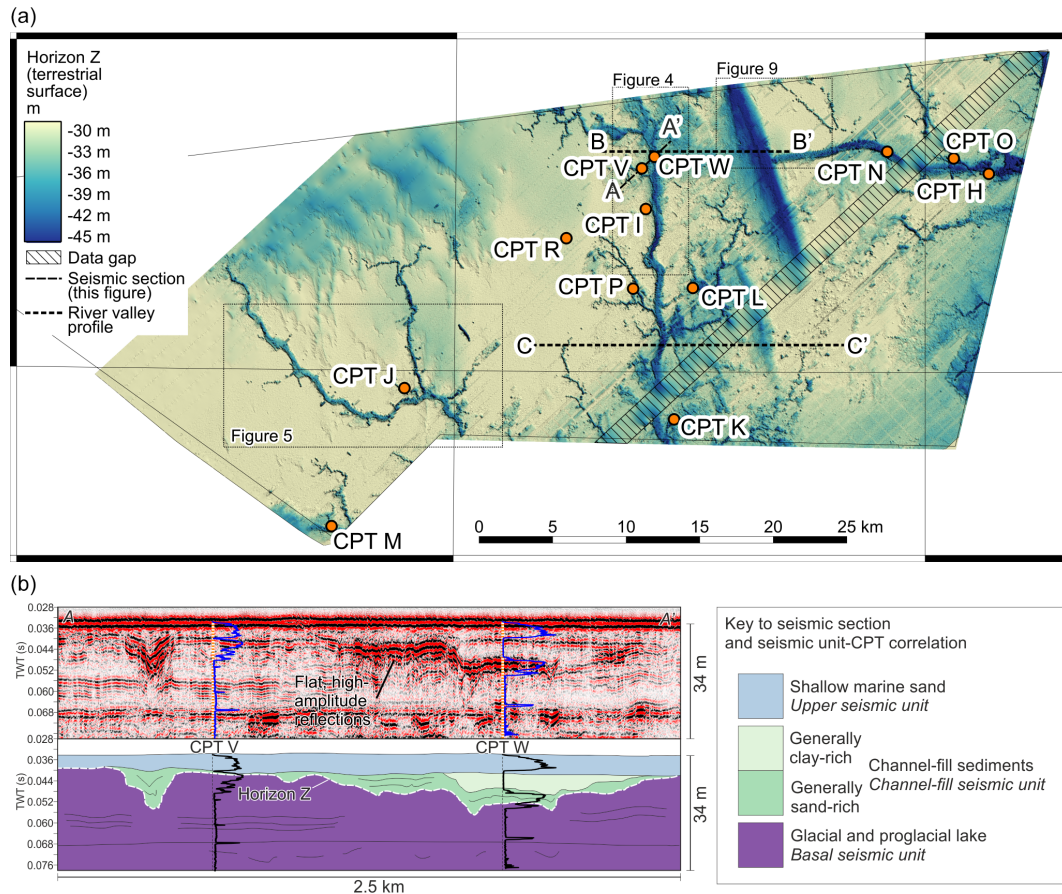 (a)
Horizon Z
(terrestrial
surface)
m
-30 m
-33 m
-36 m
-39 m
-42 m
-45 m
Data gap
Seismic section
(this figure)
River valley
profile
Figure 4
Figure 9
B
A'
B'
CPT V
CPT W
A
CPT I
CPT R
CPT P
CPT L
CPT N
CPT O
CPT H
C
C'
CPT J
Figure 5
CPT K
CPT M
0 5 10 15 20 25 km
(b)
TWT (s)
0.028
0.036
0.044
0.052
0.060
0.068
0.028
A
A'
Flat, high-
amplitude
reflections
34 m
CPT V
CPT W
TWT (s)
0.036
0.044
0.052
0.060
0.068
0.076
Horizon Z
34 m
2.5 km
Key to seismic section
and seismic unit-CPT correlation
Shallow marine sand
Upper seismic unit
Generally
clay-rich
Channel-fill sediments
Channel-fill seismic unit
Generally
sand-rich
Glacial and proglacial lake
Basal seismic unit